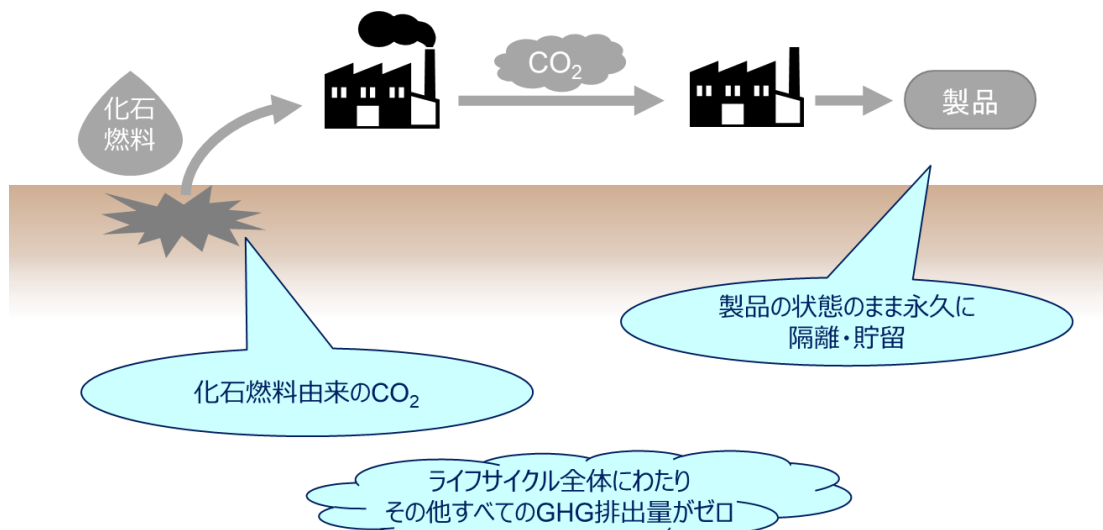 化石
燃料
CO₂
製品
製品の状態のまま永久に
隔離・貯留
化石燃料由来のCO₂
ライフサイクル全体にわたり
その他すべてのGHG排出量がゼロ